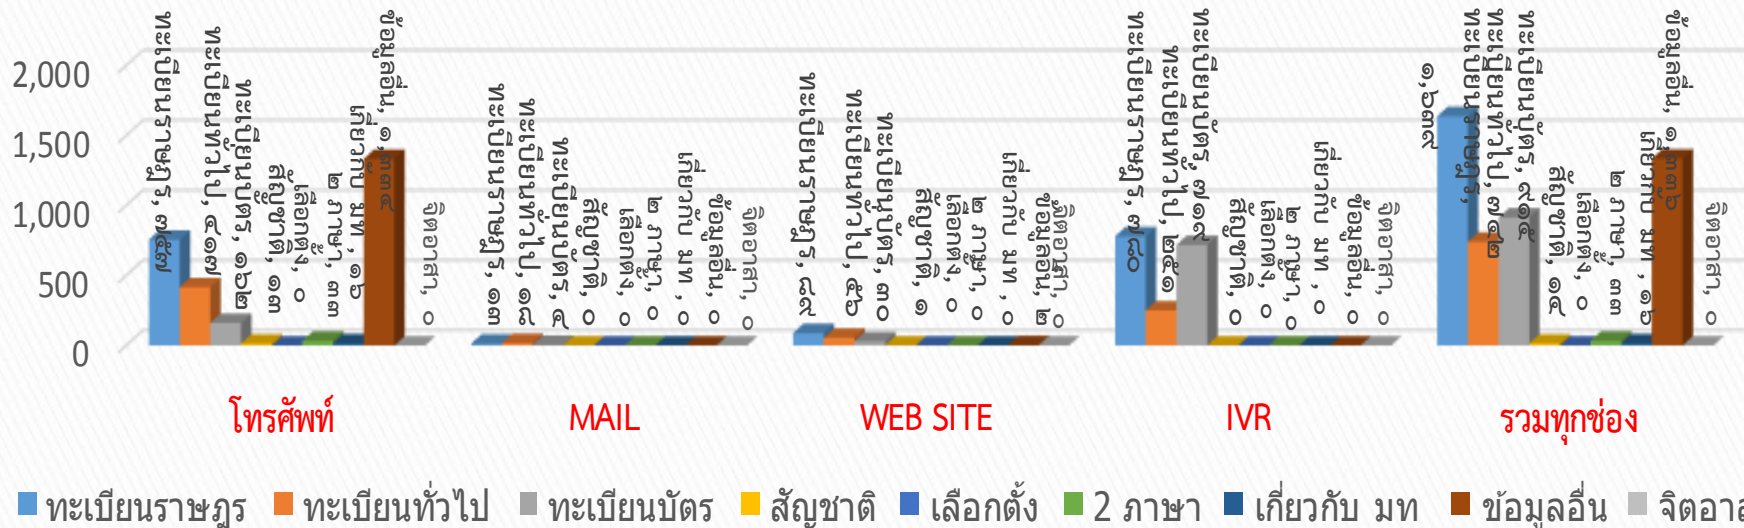 2,000
1,500
1,000
500
0
ทะเบียนราษฎร, ๗๕๗
ทะเบียนทั่วไป, ๔๑๗
ทะเบียนบัตร, ๑๖๒
สัญชาติ, ๑๓
เลือกตั้ง, ๐
๒ ภาษา, ๓๓
เกี่ยวกับ มท , ๑๖
ข้อมูลอื่น, ๑,๓๓๔
จิตอาสา, ๐
ทะเบียนราษฎร, ๑๓
ทะเบียนทั่วไป, ๑๘
ทะเบียนบัตร, ๔
สัญชาติ, ๐
เลือกตั้ง, ๐
๒ ภาษา, ๐
เกี่ยวกับ มท , ๐
ข้อมูลอื่น, ๐
จิตอาสา, ๐
ทะเบียนราษฎร, ๘๙
ทะเบียนทั่วไป, ๕๖
ทะเบียนบัตร, ๓๐
สัญชาติ, ๑
เลือกตั้ง, ๐
๒ ภาษา, ๐
เกี่ยวกับ มท , ๐
ข้อมูลอื่น, ๒
จิตอาสา, ๐
ทะเบียนราษฎร, ๗๘๐
ทะเบียนทั่วไป, ๒๕๑
ทะเบียนบัตร, ๗๑๙
สัญชาติ, ๐
เลือกตั้ง, ๐
๒ ภาษา, ๐
เกี่ยวกับ มท , ๐
ข้อมูลอื่น, ๐
จิตอาสา, ๐
ทะเบียนราษฎร,
๑,๖๓๙
ทะเบียนทั่วไป, ๗๔๒
ทะเบียนบัตร, ๙๑๕
สัญชาติ, ๑๔
เลือกตั้ง, ๐
๒ ภาษา, ๓๓
เกี่ยวกับ มท , ๑๖
ข้อมูลอื่น, ๑,๓๓๖
จิตอาสา, ๐
โทรศัพท์ MAIL WEB SITE IVR รวมทุกช่อง
ทะเบียนราษฎร ทะเบียนทั่วไป ทะเบียนบัตร สัญชาติ เลือกตั้ง 2 ภาษา เกี่ยวกับ มท ข้อมูลอื่น